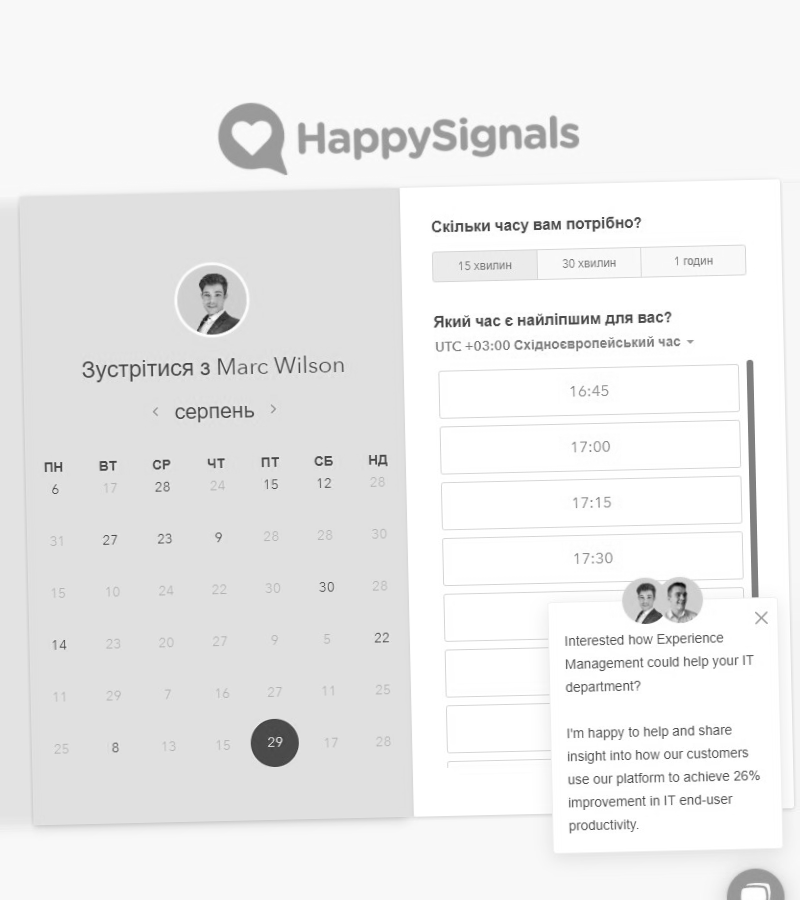 HappySignals
Зустрітися з Marc Wilson
серпень
ПН ВТ СР ЧТ ПТ СБ НД
6 17 28 24 15 12 28
31 27 23 9 28 28 30
15 10 24 22 30 30 28
14 23 20 27 9 5 22
11 29 7 16 27 11 25
25 8 13 15 29 17 28
Скільки часу вам потрібно?
15 хвилин 30 хвилин 1 годин
Який час є найліпшим для вас?
UTC +03:00 Східноєвропейський час
16:45
17:00
17:15
17:30
Interested how Experience
Management could help your IT
department?
I'm happy to help and share
insight into how our customers
use our platform to achieve 26%
improvement in IT end-user
productivity.